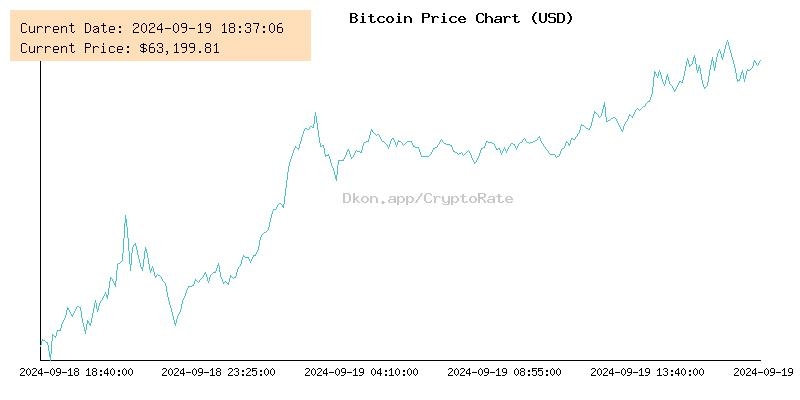 Bitcoin Price Chart (USD)
Current Date: 2024-09-19 18:37:06
Current Price: $63,199.81
Dkon.app/CryptoRate
2024-09-18 18:40:00 2024-09-18 23:25:00 2024-09-19 04:10:00 2024-09-19 08:55:00 2024-09-19 13:40:00 2024-09-19